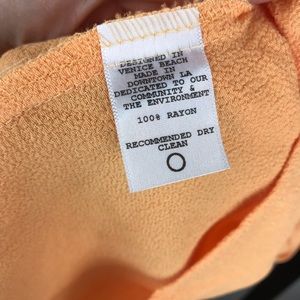 DESIGNED IN
VENICE BEACH
MADE IN
DOWNTOWN LA
DEDICATED TO OUR
COMMUNITY &
THE ENVIRONMENT
100% RAYON
RECOMMENDED DRY
CLEAN